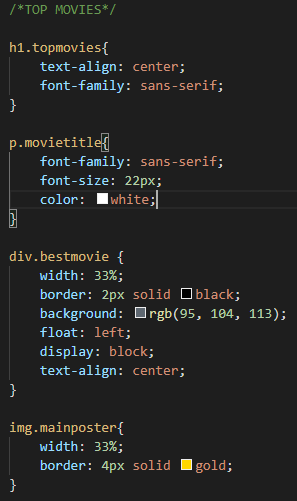 /*TOP MOVIES*/
h1.topmovies{
text-align: center;
font-family: sans-serif;
}
p.movietitle{
font-family: sans-serif;
font-size: 22px;
color: white;
}
div.bestmovie {
width: 33%;
border: 2px solid black;
background: rgb(95, 104, 113);
float: left;
display: block;
text-align: center;
}
img.mainposter{
width: 33%;
border: 4px solid gold;
}